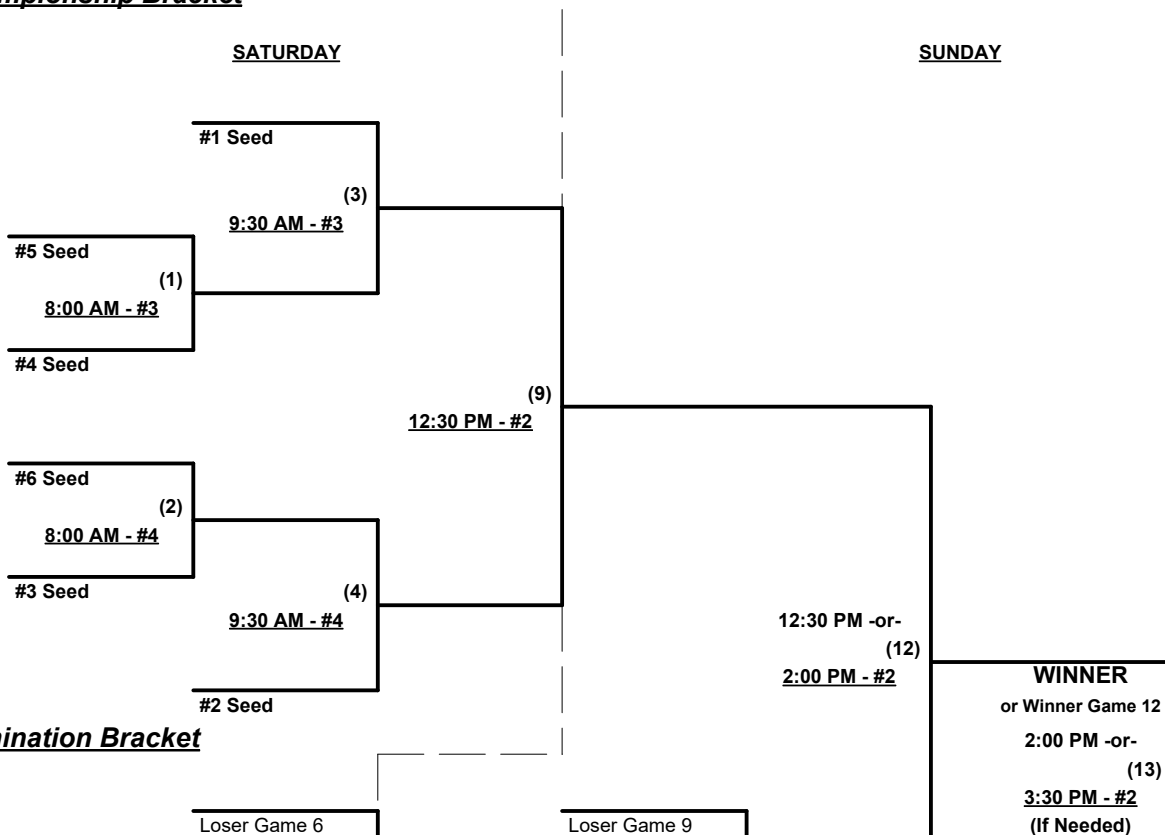 SATURDAY
SUNDAY
#1 Seed
(3)
9:30 AM - #3
#5 Seed
(1)
8:00 AM - #3
#4 Seed
(9)
12:30 PM - #2
#6 Seed
(2)
8:00 AM - #4
#3 Seed
(4)
9:30 AM - #4
#2 Seed
12:30 PM -or-
(12)
2:00 PM - #2
WINNER
or Winner Game 12
2:00 PM -or-
(13)
3:30 PM - #2
(If Needed)
Bracket
Loser Game 6
Loser Game 9